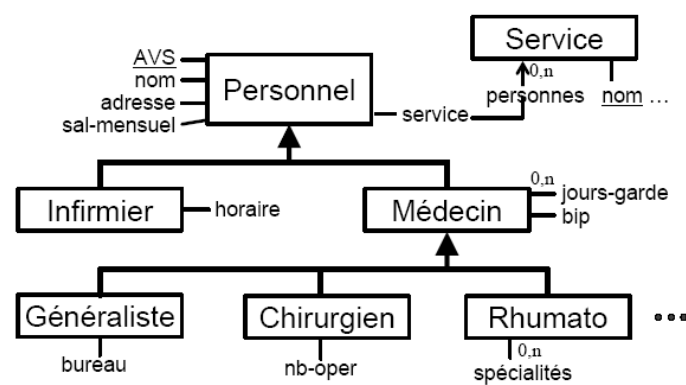 Service
AVS
nom
adresse
sal-mensuel
Personnel
service
0,n
personnes
nom ...
Infirmier
horaire
Médecin
0,n
jours-garde
bip
Généraliste
Chirurgien
Rhumato
...
bureau
nb-oper
0,n
spécialités